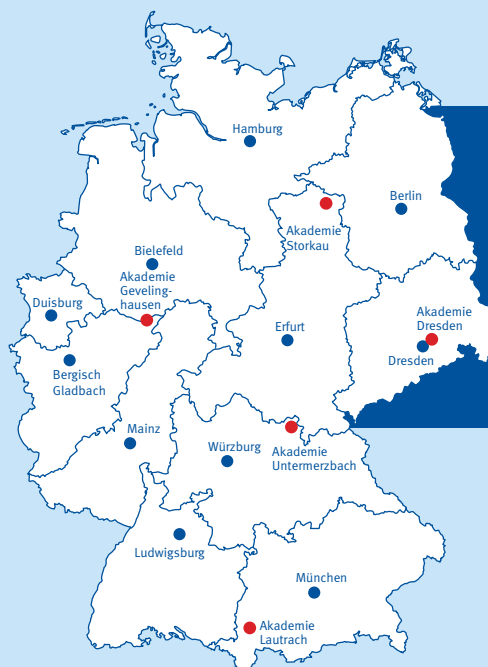 Hamburg
Berlin
Akademie
Storkau
Bielefeld
Akademie
Geveling-
hausen
Duisburg
Akademie
Dresden
Erfurt
Dresden
Bergisch
Gladbach
Mainz
Würzburg
Akademie
Untermerzbach
Ludwigsburg
München
Akademie
Lautrach